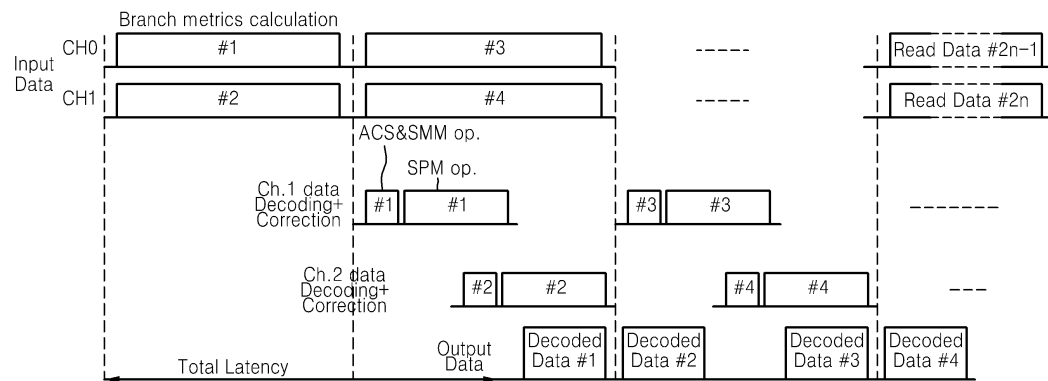 Branch metrics calculation
Input
Data
CH0
#1
#3
Read Data #2n-1
CH1
#2
#4
Read Data #2n
ACS&SMM op.
SPM op.
Ch.1 data
Decoding+
Correction
#1
#1
#3
#3
Ch.2 data
Decoding+
Correction
#2
#2
#4
#4
Total Latency
Output
Data
Decoded
Data #1
Decoded
Data #2
Decoded
Data #3
Decoded
Data #4